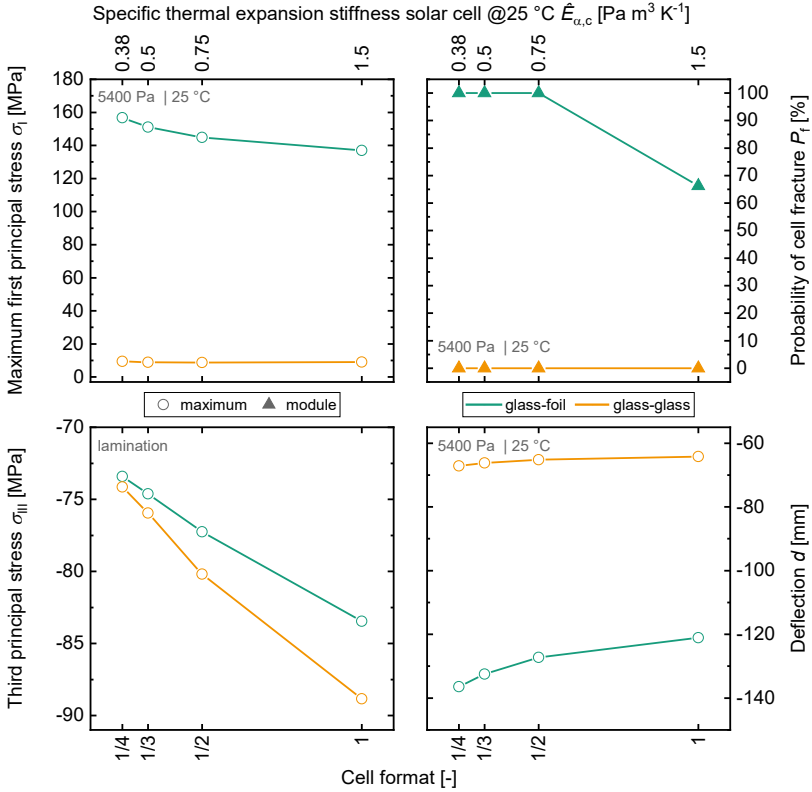 Specific thermal expansion stiffness solar cell @25 °C Êα,c [Pa m³ K⁻¹]
0.38 0.5 0.75 1.5
0.38 0.5 0.75 1.5
Maximum first principal stress σI [MPa]
180
160
140
120
100
80
60
40
20
0
5400 Pa | 25 °C
5400 Pa | 25 °C
100
90
80
70
60
50
40
30
20
10
0
Probability of cell fracture Pf [%]
maximum module
glass-foil glass-glass
Third principal stress σIII [MPa]
-70
-75
-80
-85
-90
lamination
5400 Pa | 25 °C
-60
-80
-100
-120
-140
Deflection d [mm]
1/4 1/3 1/2 1
1/4 1/3 1/2 1
Cell format [-]